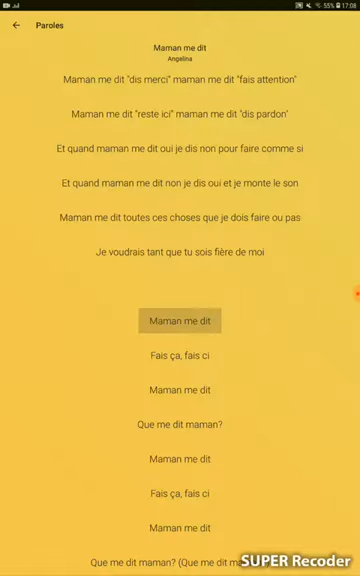 55% 17:08
Paroles
Maman me dit
Angelina
Maman me dit "dis merci" maman me dit "fais attention"
Maman me dit "reste ici" maman me dit "dis pardon"
Et quand maman me dit oui je dis non pour faire comme si
Et quand maman me dit non je dis oui et je monte le son
Maman me dit toutes ces choses que je dois faire ou pas
Je voudrais tant que tu sois fière de moi
Maman me dit
Fais ça, fais ci
Maman me dit
Que me dit maman?
Maman me dit
Fais ça, fais ci
Maman me dit
Que me dit maman? (Que me dit
SUPER Recoder